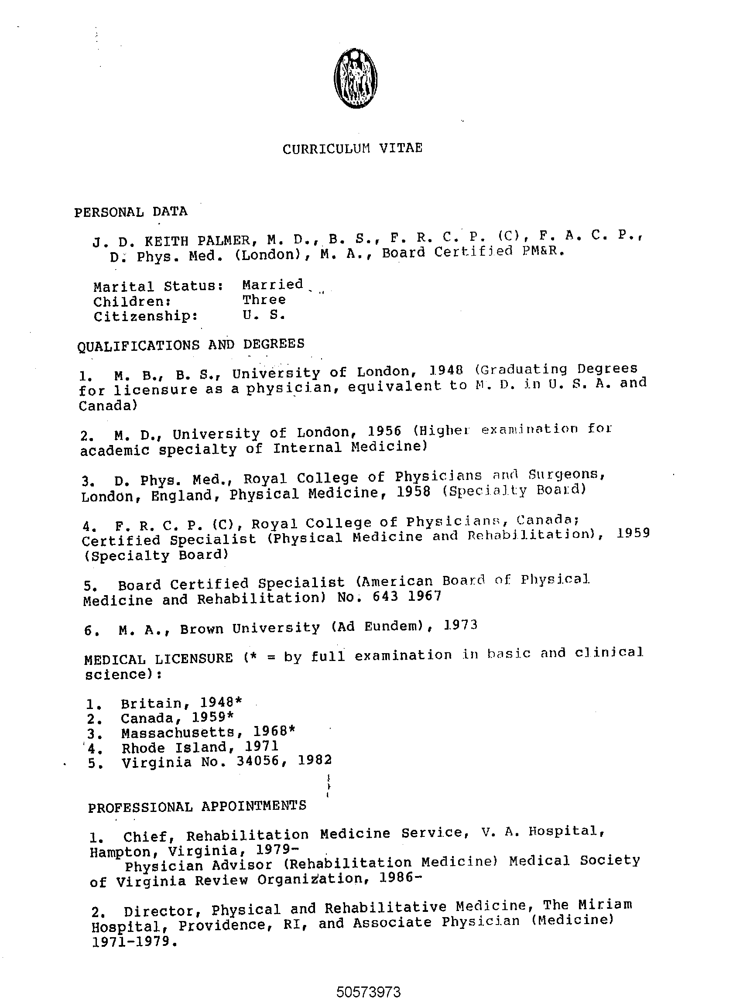 CURRICULUM VITAE
PERSONAL DATA
J. D. KEITH PALMER, M. D., B. S., F. R. C. P. (C), F. A. C. P.,
D. Phys. Med. (London), M. A., Board Certified PM&R.
Marital Status: Married
Children: Three
Citizenship: U. S.
QUALIFICATIONS AND DEGREES
1. M. B., B. S., University of London, 1948 (Graduating Degrees
for licensure as a physician, equivalent to M. D. in U. S. A. and
Canada)
2. M. D., University of London, 1956 (Higher examination for
academic specialty of Internal Medicine)
3. D. Phys. Med., Royal College of Physicians and Surgeons,
London, England, Physical Medicine, 1958 (Specialty Board)
4. F. R. C. P. (C), Royal College of Physicians, Canada;
Certified Specialist (Physical Medicine and Rehabilitation), 1959
(Specialty Board)
5. Board Certified Specialist (American Board of Physical
Medicine and Rehabilitation) No. 643 1967
6. M. A., Brown University (Ad Eundem), 1973
MEDICAL LICENSURE (* = by full examination in basic and clinical
science):
1. Britain, 1948*
2. Canada, 1959*
3. Massachusetts, 1968*
4. Rhode Island, 1971
5. Virginia No. 34056, 1982
PROFESSIONAL APPOINTMENTS
1. Chief, Rehabilitation Medicine Service, V. A. Hospital,
Hampton, Virginia, 1979-
Physician Advisor (Rehabilitation Medicine) Medical Society
of Virginia Review Organization, 1986-
2. Director, Physical and Rehabilitative Medicine, The Miriam
Hospital, Providence, RI, and Associate Physician (Medicine)
1971-1979.
50573973